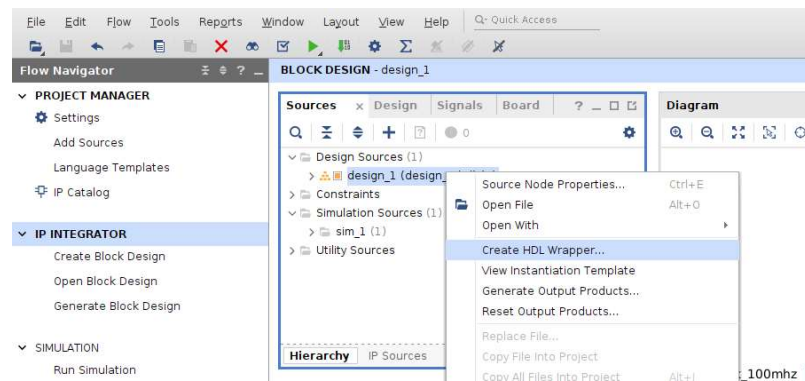 File Edit Flow Tools Reports Window Layout View Help Q- Quick Access
Flow Navigator
PROJECT MANAGER
Settings
Add Sources
Language Templates
IP Catalog
IP INTEGRATOR
Create Block Design
Open Block Design
Generate Block Design
SIMULATION
Run Simulation
BLOCK DESIGN - design_1
Sources Design Signals Board
0
Design Sources (1)
design_1 (design_
Constraints
Simulation Sources (1)
sim_1 (1)
Utility Sources
Hierarchy IP Sources
Source Node Properties... Ctrl+E
Open File Alt+O
Open With
Create HDL Wrapper...
View Instantiation Template
Generate Output Products...
Reset Output Products...
Replace File...
Copy File Into Project
Copy All Files Into Project Alt+I
Diagram
_100mhz